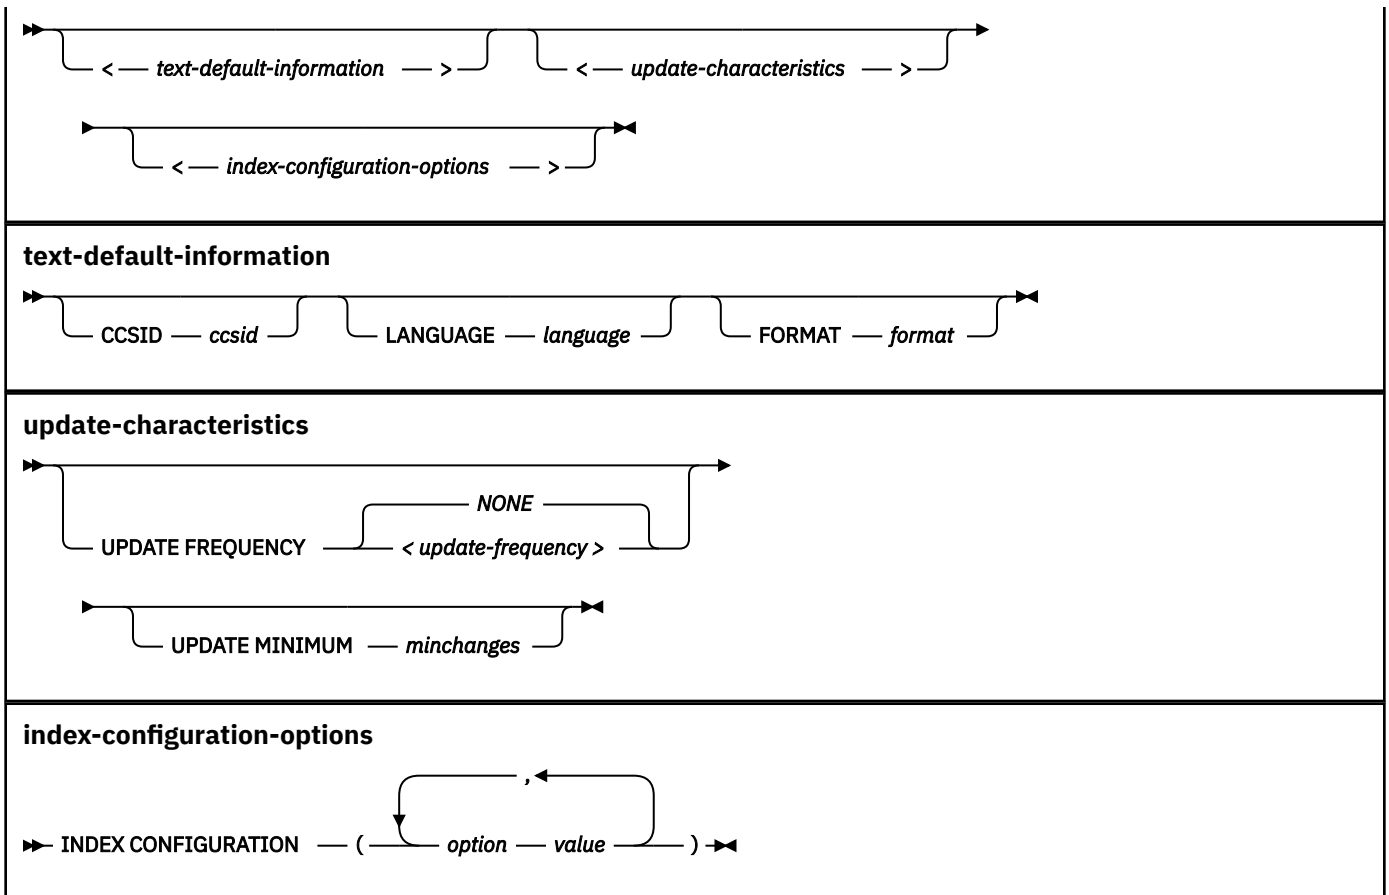 < text-default-information > < update-characteristics >
< index-configuration-options >
text-default-information
CCSID ccsid LANGUAGE language FORMAT format
update-characteristics
NONE
UPDATE FREQUENCY < update-frequency >
UPDATE MINIMUM minchanges
index-configuration-options
,
INDEX CONFIGURATION ( option value )